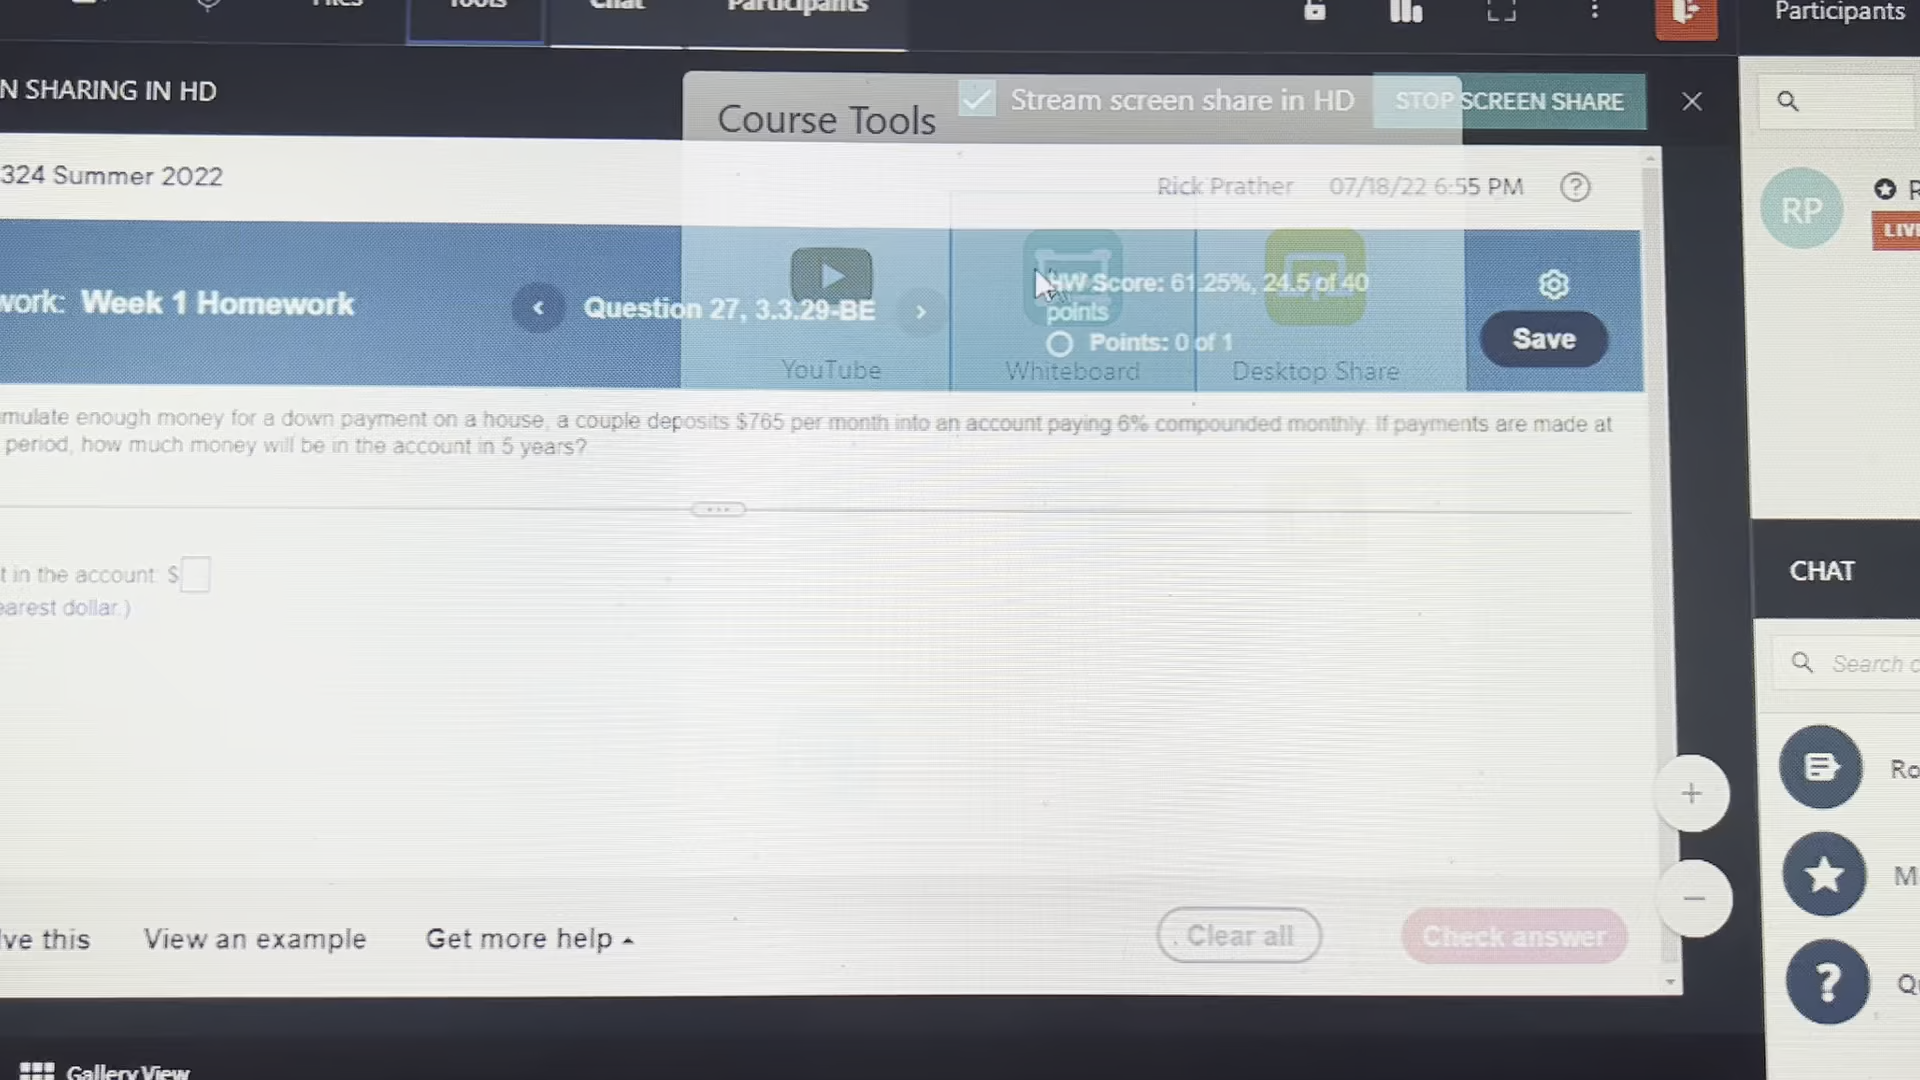 Tools
Chat
Participants
Participants
N SHARING IN HD
Course Tools
Stream screen share in HD
STOP SCREEN SHARE
324 Summer 2022
Rick Prather
07/18/22 6:55 PM
?
RP
LIV
work: Week 1 Homework
Question 27, 3.3.29-BE
HW Score: 61.25%, 24.5 of 40
points
Points: 0 of 1
Save
YouTube
Whiteboard
Desktop Share
mulate enough money for a down payment on a house, a couple deposits $765 per month into an account paying 6% compounded monthly. If payments are made at
period, how much money will be in the account in 5 years?
t in the account: $
earest dollar.)
CHAT
Search c
Ro
M
Qu
lve this
View an example
Get more help
Clear all
Check answer
Gallery View